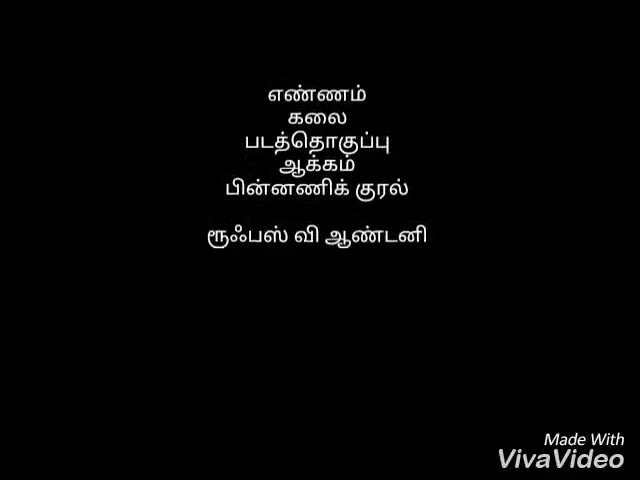 எண்ணம்
கலை
படத்தொகுப்பு
ஆக்கம்
பின்னணிக் குரல்
ரூஃபஸ் வி ஆண்டனி
Made With
VivaVideo